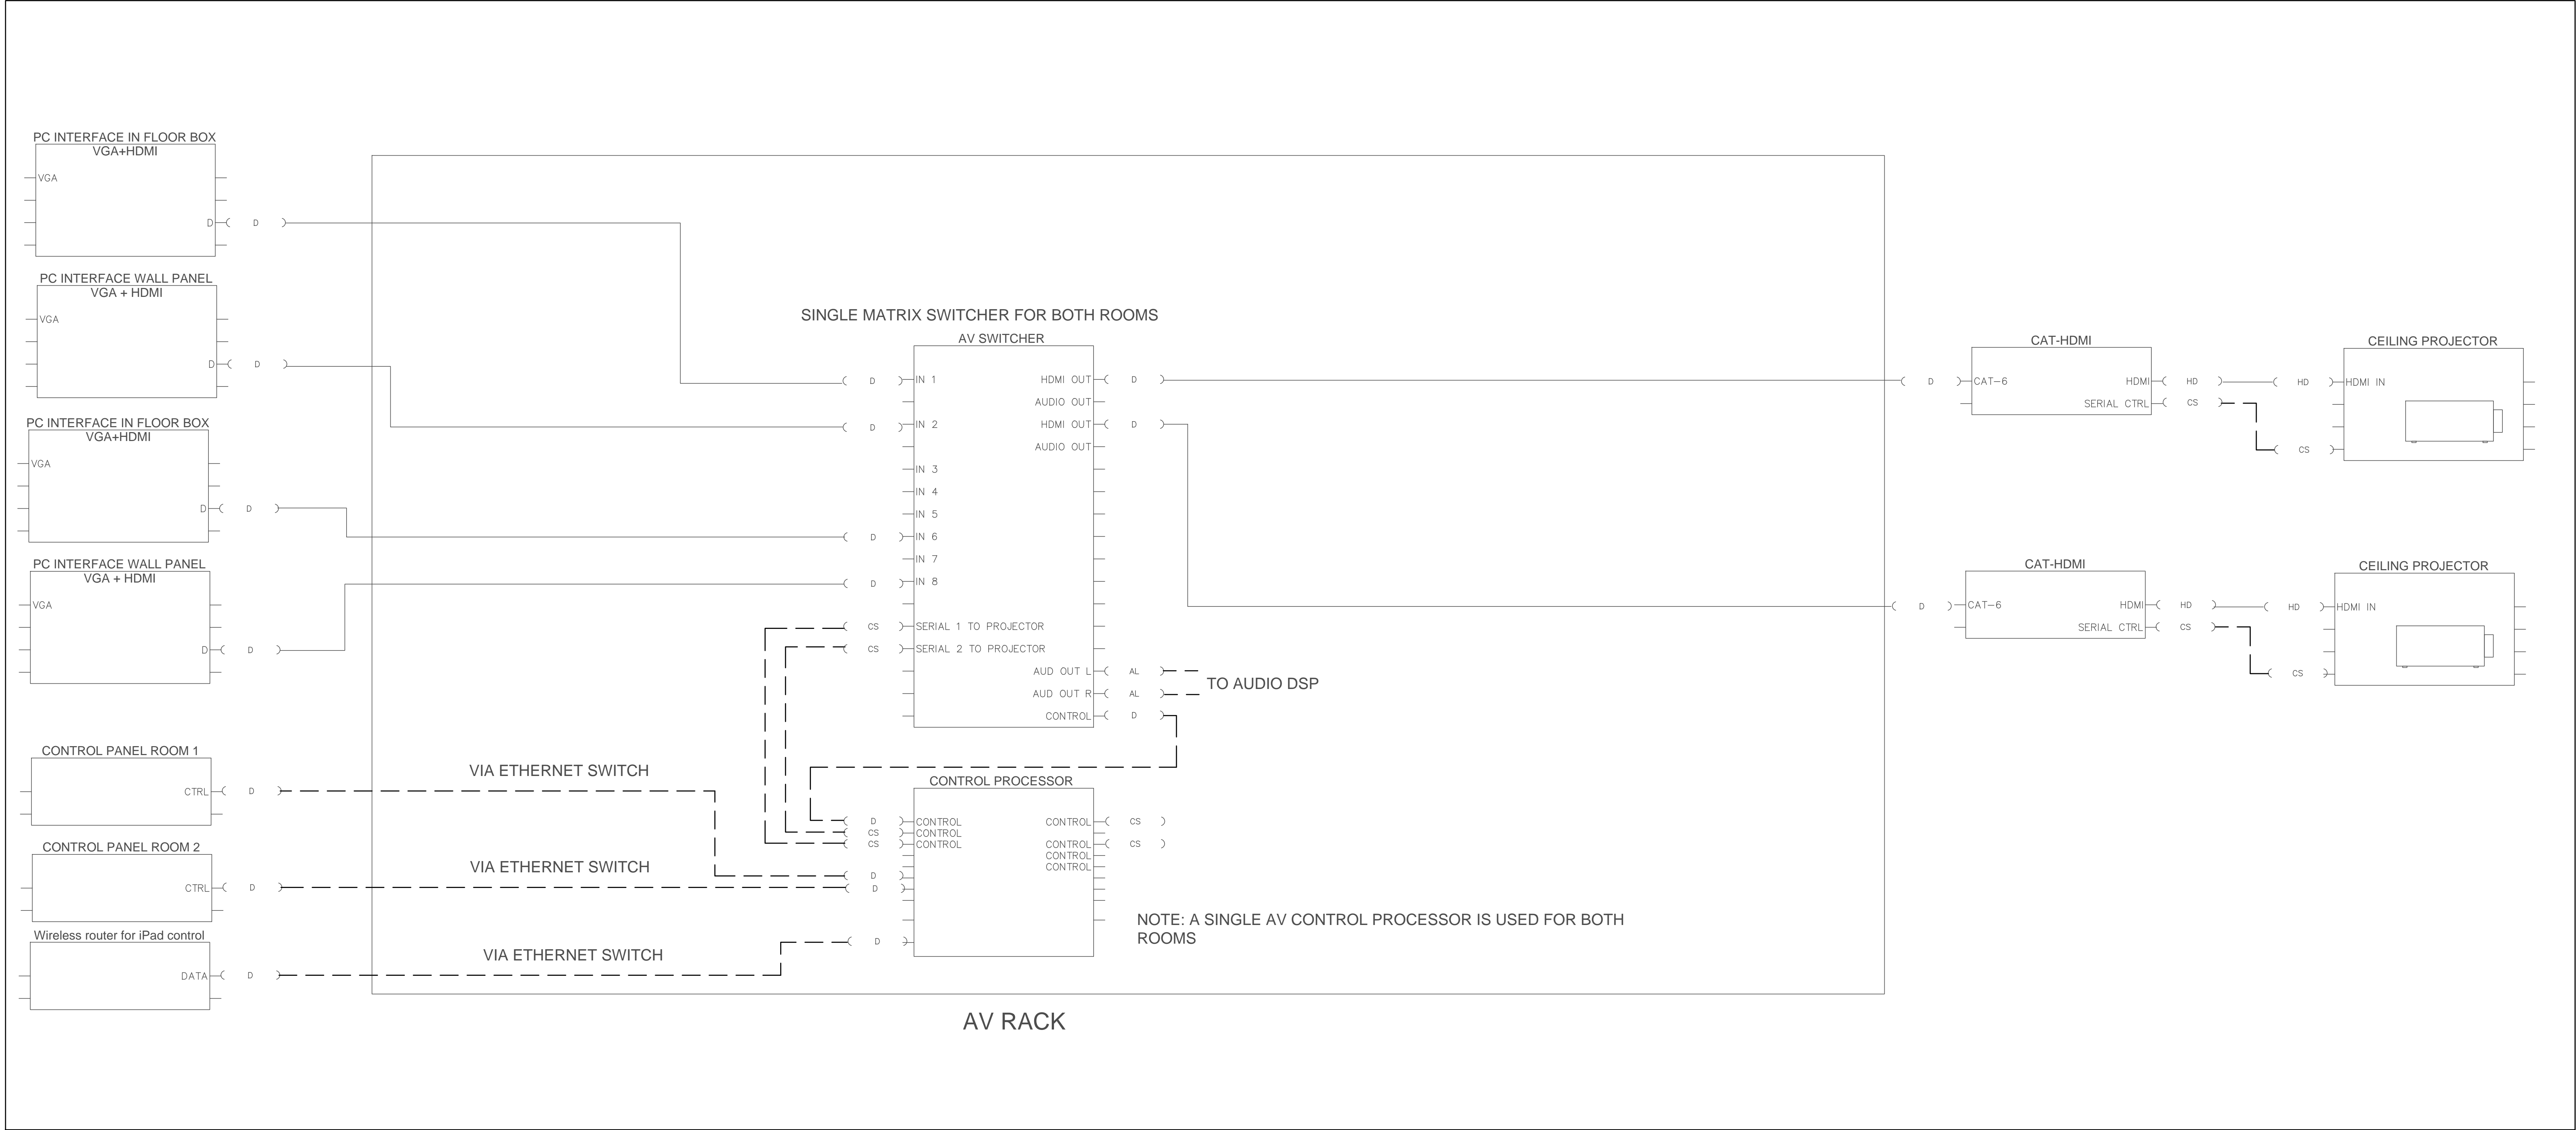 PC INTERFACE IN FLOOR BOX
VGA+HDMI
VGA
D
D
PC INTERFACE WALL PANEL
VGA + HDMI
VGA
D
D
PC INTERFACE IN FLOOR BOX
VGA+HDMI
VGA
D
D
PC INTERFACE WALL PANEL
VGA + HDMI
VGA
D
D
CONTROL PANEL ROOM 1
CTRL
D
CONTROL PANEL ROOM 2
CTRL
D
Wireless router for iPad control
DATA
D
VIA ETHERNET SWITCH
VIA ETHERNET SWITCH
VIA ETHERNET SWITCH
SINGLE MATRIX SWITCHER FOR BOTH ROOMS
AV SWITCHER
D IN 1 HDMI OUT D
AUDIO OUT
D IN 2 HDMI OUT D
AUDIO OUT
IN 3
IN 4
IN 5
D IN 6
IN 7
D IN 8
CS SERIAL 1 TO PROJECTOR
CS SERIAL 2 TO PROJECTOR
AUD OUT L AL
AUD OUT R AL
TO AUDIO DSP
CONTROL D
CONTROL PROCESSOR
D CONTROL CONTROL CS
CS CONTROL
CS CONTROL CONTROL CS
CONTROL
CONTROL
D
D
D
NOTE: A SINGLE AV CONTROL PROCESSOR IS USED FOR BOTH
ROOMS
AV RACK
CAT-HDMI
D CAT-6 HDMI HD
SERIAL CTRL CS
CEILING PROJECTOR
HD HDMI IN
CS
CAT-HDMI
D CAT-6 HDMI HD
SERIAL CTRL CS
CEILING PROJECTOR
HD HDMI IN
CS